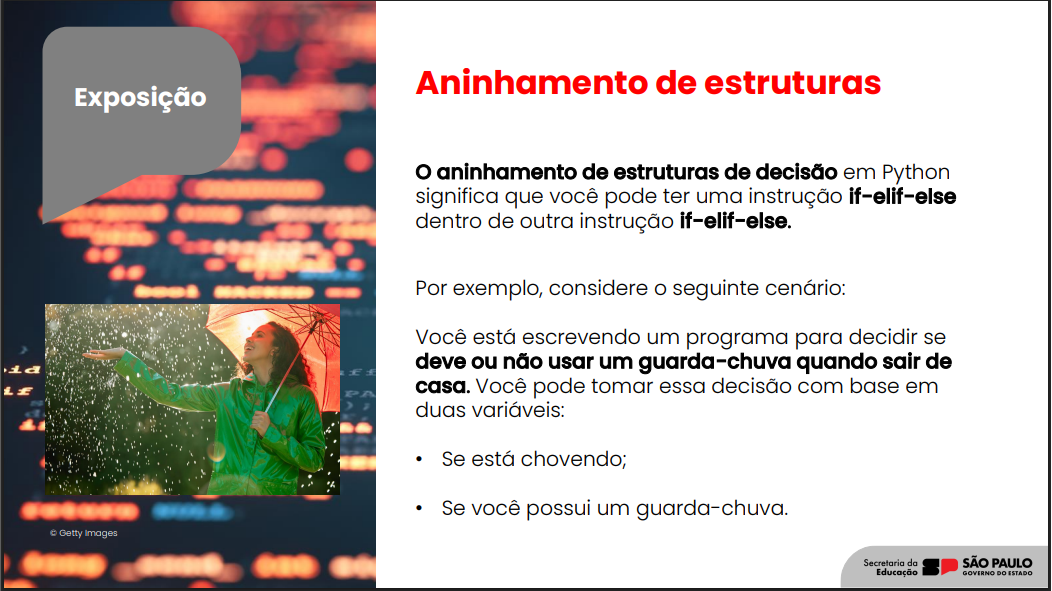 Exposição
Aninhamento de estruturas
O aninhamento de estruturas de decisão em Python
significa que você pode ter uma instrução if-elif-else
dentro de outra instrução if-elif-else.
Por exemplo, considere o seguinte cenário:
Você está escrevendo um programa para decidir se
deve ou não usar um guarda-chuva quando sair de
casa. Você pode tomar essa decisão com base em
duas variáveis:
• Se está chovendo;
• Se você possui um guarda-chuva.
© Getty Images
Secretaria da
Educação
SÃO PAULO
GOVERNO DO ESTADO